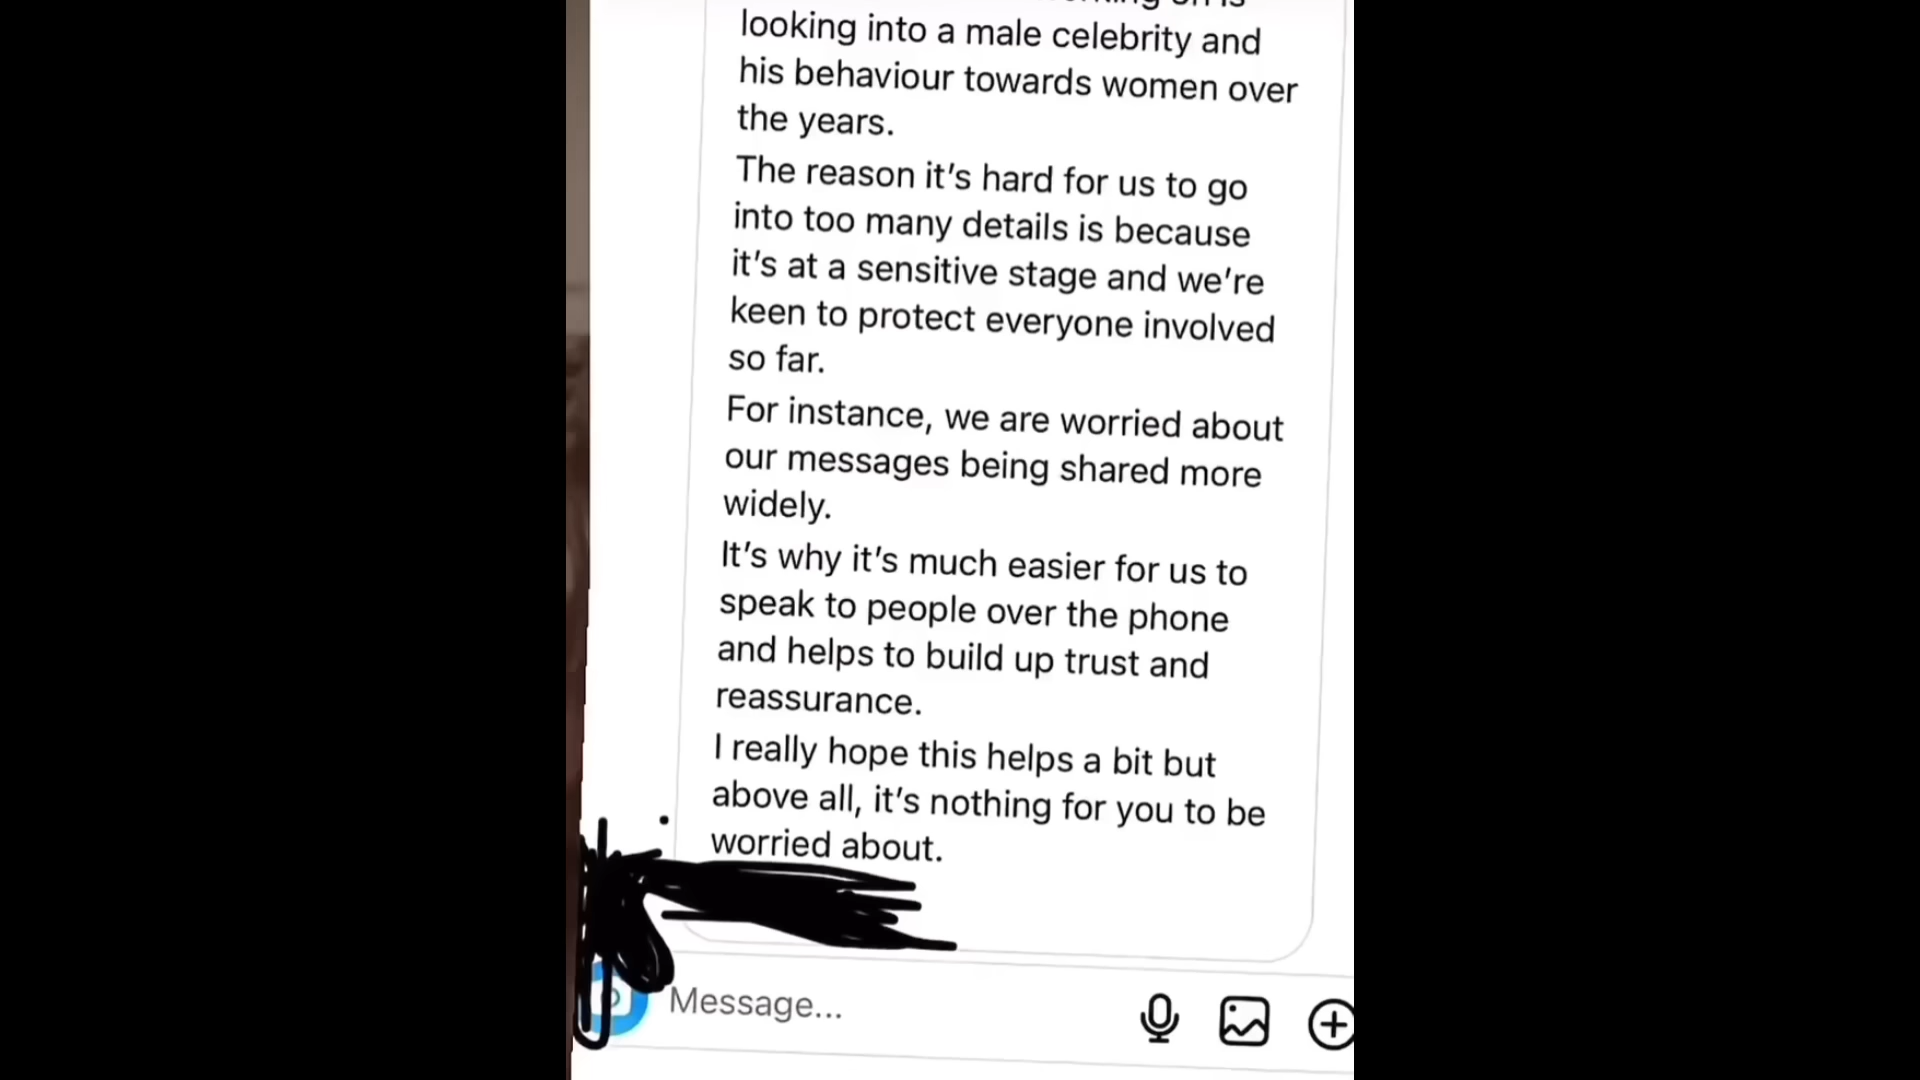 looking into a male celebrity and
his behaviour towards women over
the years.
The reason it's hard for us to go
into too many details is because
it's at a sensitive stage and we're
keen to protect everyone involved
so far.
For instance, we are worried about
our messages being shared more
widely.
It's why it's much easier for us to
speak to people over the phone
and helps to build up trust and
reassurance.
I really hope this helps a bit but
above all, it's nothing for you to be
worried about.
Message...